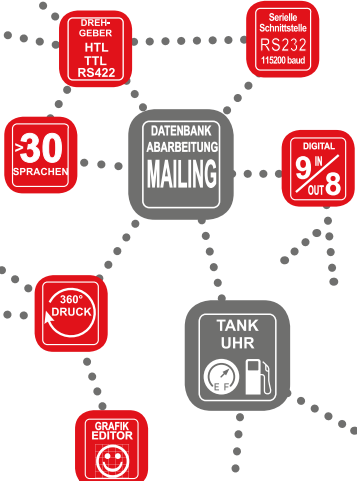 DREH-
GEBER
HTL
TTL
RS422
Serielle
Schnittstelle
RS232
115200 baud
>30
SPRACHEN
DATENBANK
ABARBEITUNG
MAILING
DIGITAL
9 IN
OUT 8
360°
DRUCK
TANK
UHR
E F
GRAFIK
EDITOR